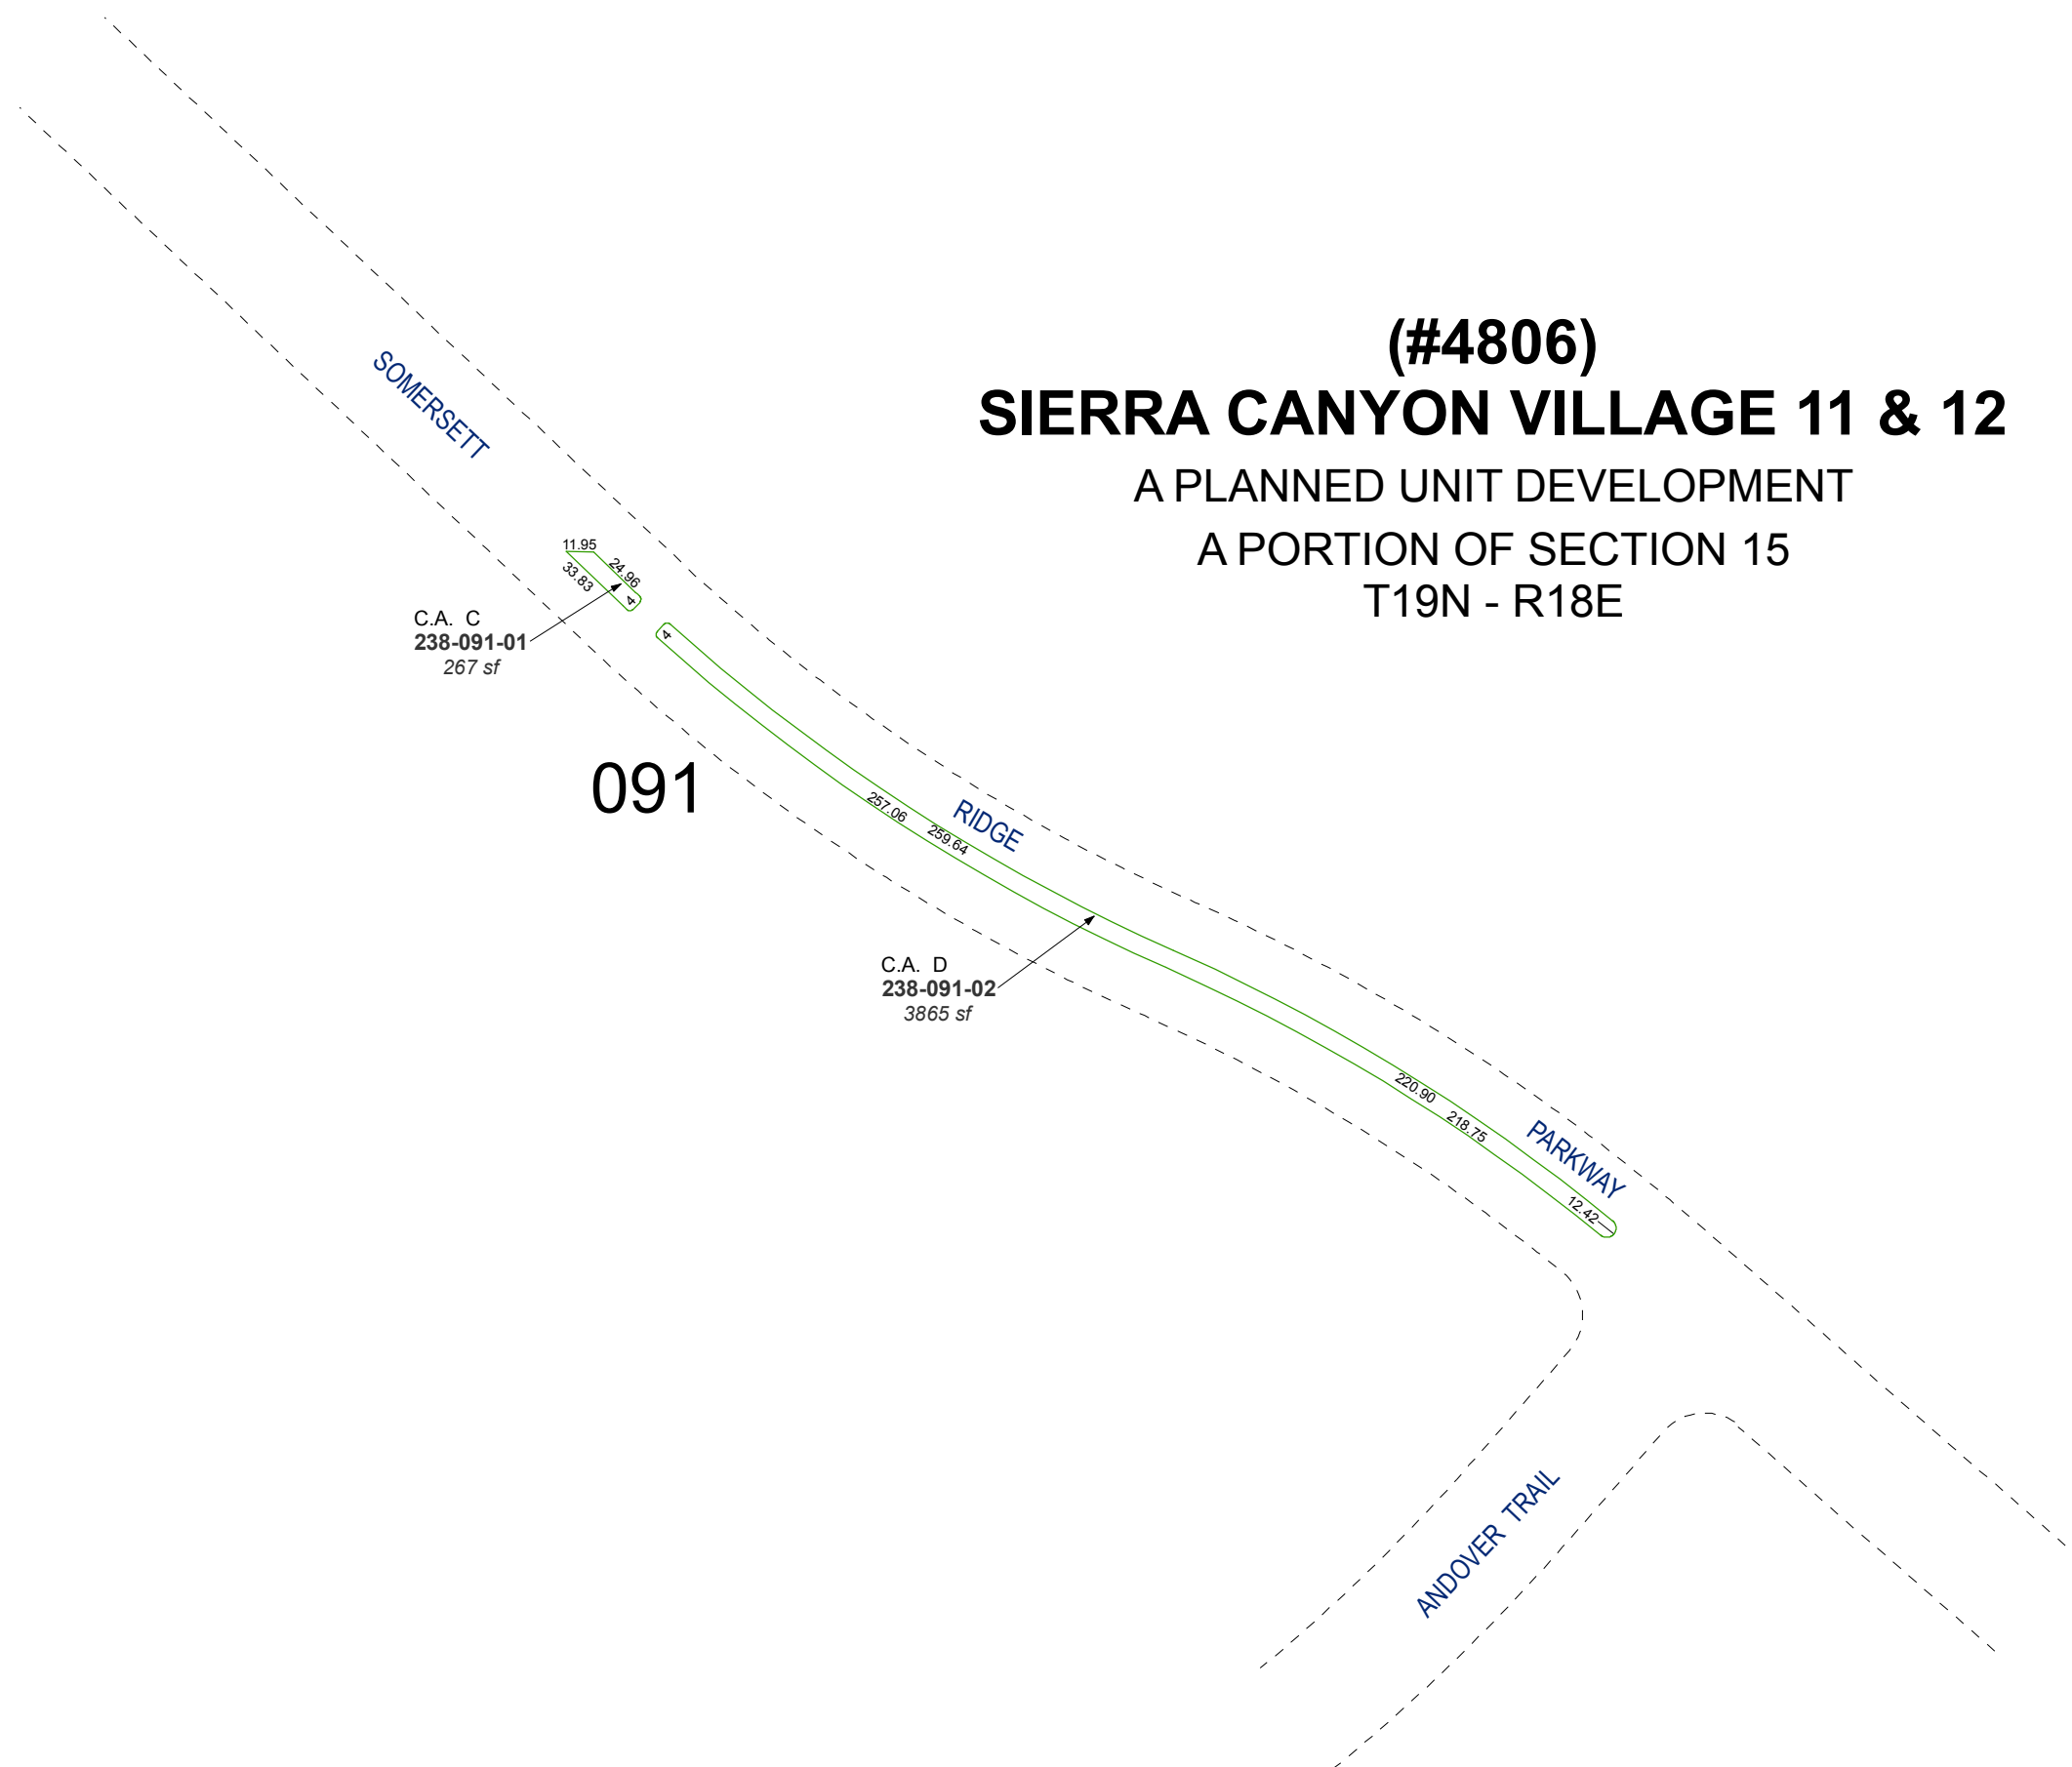 (#4806)
SIERRA CANYON VILLAGE 11 & 12
A PLANNED UNIT DEVELOPMENT
A PORTION OF SECTION 15
T19N - R18E
SOMERSETT
11.95
24.96
33.83
4
C.A. C
238-091-01
267 sf
4
091
257.06
259.64
RIDGE
C.A. D
238-091-02
3865 sf
220.90
218.75
PARKWAY
12.42
ANDOVER TRAIL